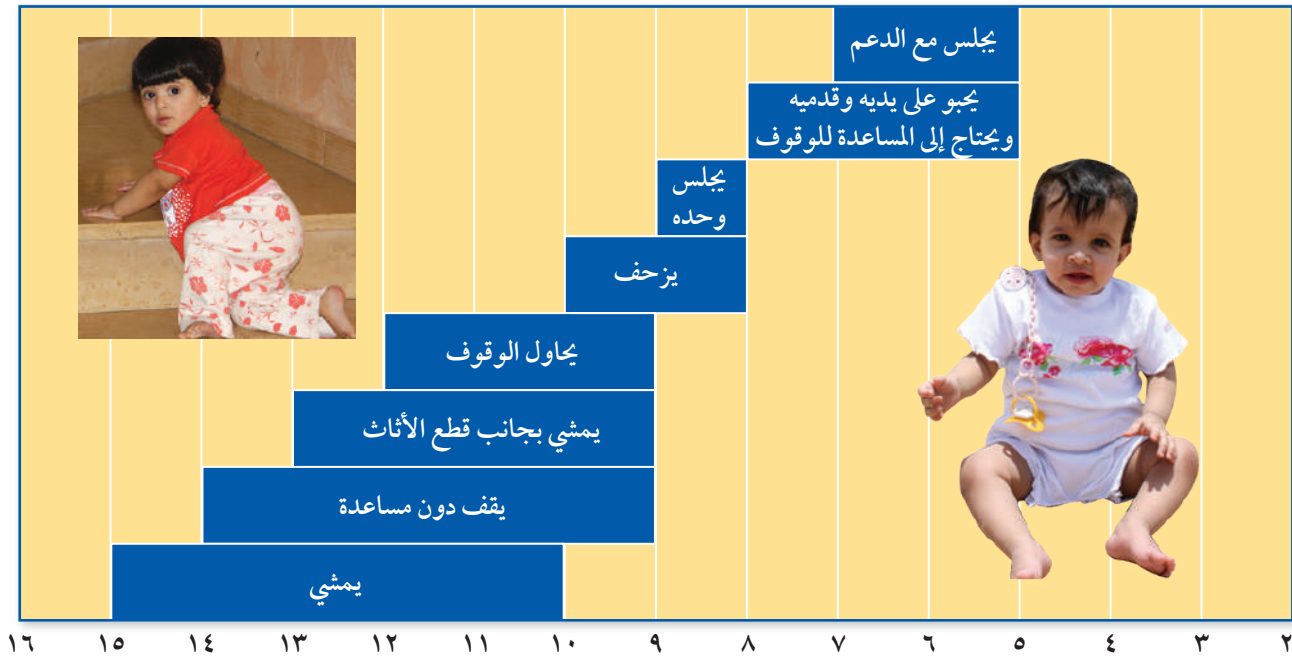 يجلس مع الدعم
يحبو على يديه وقدميه
ويحتاج إلى المساعدة للوقوف
يجلس
وحده
يزحف
يحاول الوقوف
يمشي بجانب قطع الأثاث
يقف دون مساعدة
يمشي
٢ ٣ ٤ ٥ ٦ ٧ ٨ ٩ ١٠ ١١ ١٢ ١٣ ١٤ ١٥ ١٦